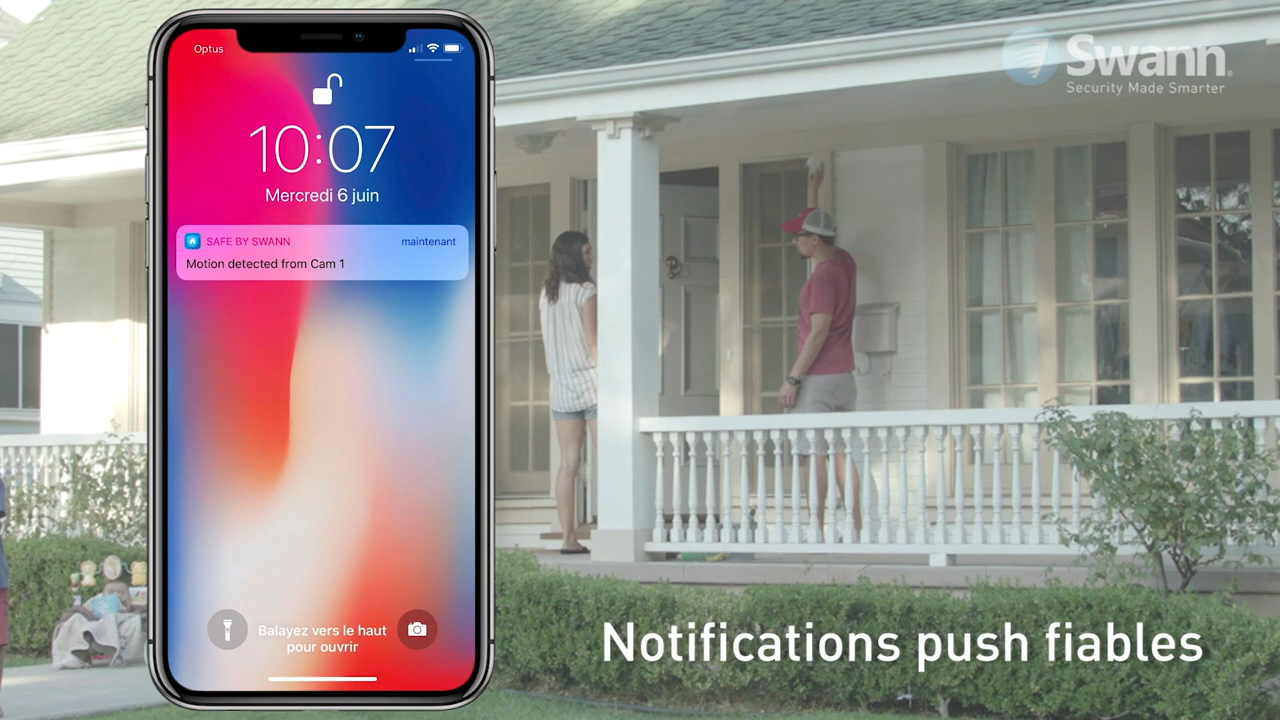 Optus
10:07
Mercredi 6 juin
SAFE BY SWANN
maintenant
Motion detected from Cam 1
Balayez vers le haut
pour ouvrir
Swann
Security Made Smarter
Notifications push fiables